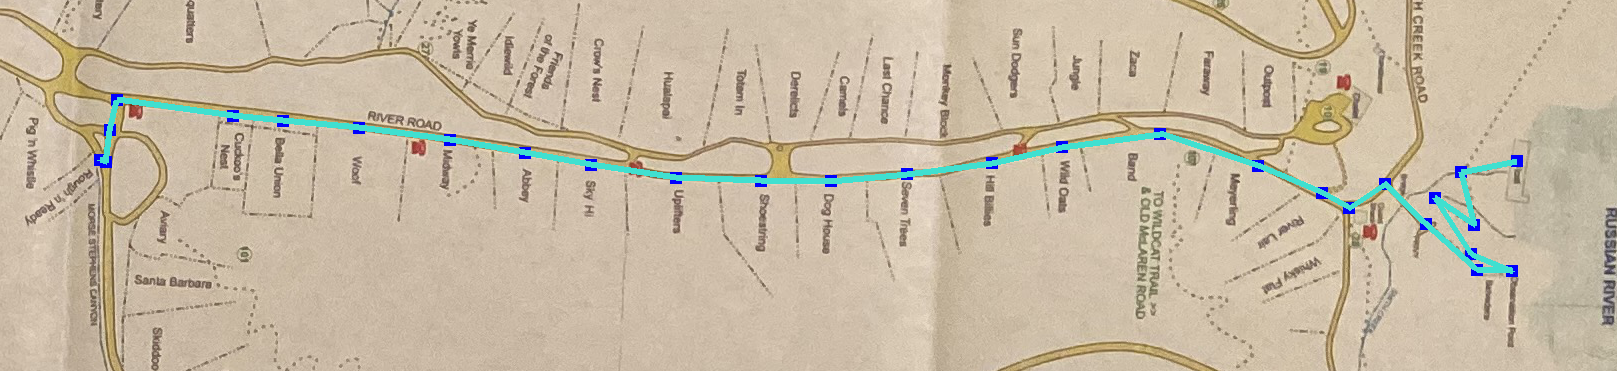 quatters
Ye Merrie
Yowls
Idlewild
Friends
of the Forest
Crow's Nest
Hualapai
Totem In
Derelicts
Camels
Last Chance
Monkey Block
Sun Dodgers
Jungle
Zaca
Faraway
Outpost
H CREEK ROAD
RIVER ROAD
Pig 'n Whistle
Rough 'n Ready
MORSE STEPHENS CANYON
Aviary
Santa Barbara
Skiddoo
Cuckoo's
Nest
Bella Union
Woof
Midway
Abbey
Sky Hi
Uplifters
Shoestring
Dog House
Seven Trees
Hill Billies
Wild Oats
Band
TO WILDCAT TRAIL >>
& OLD McLAREN ROAD
Meyerling
River Lair
Whisky Flat
RUSSIAN RIVER